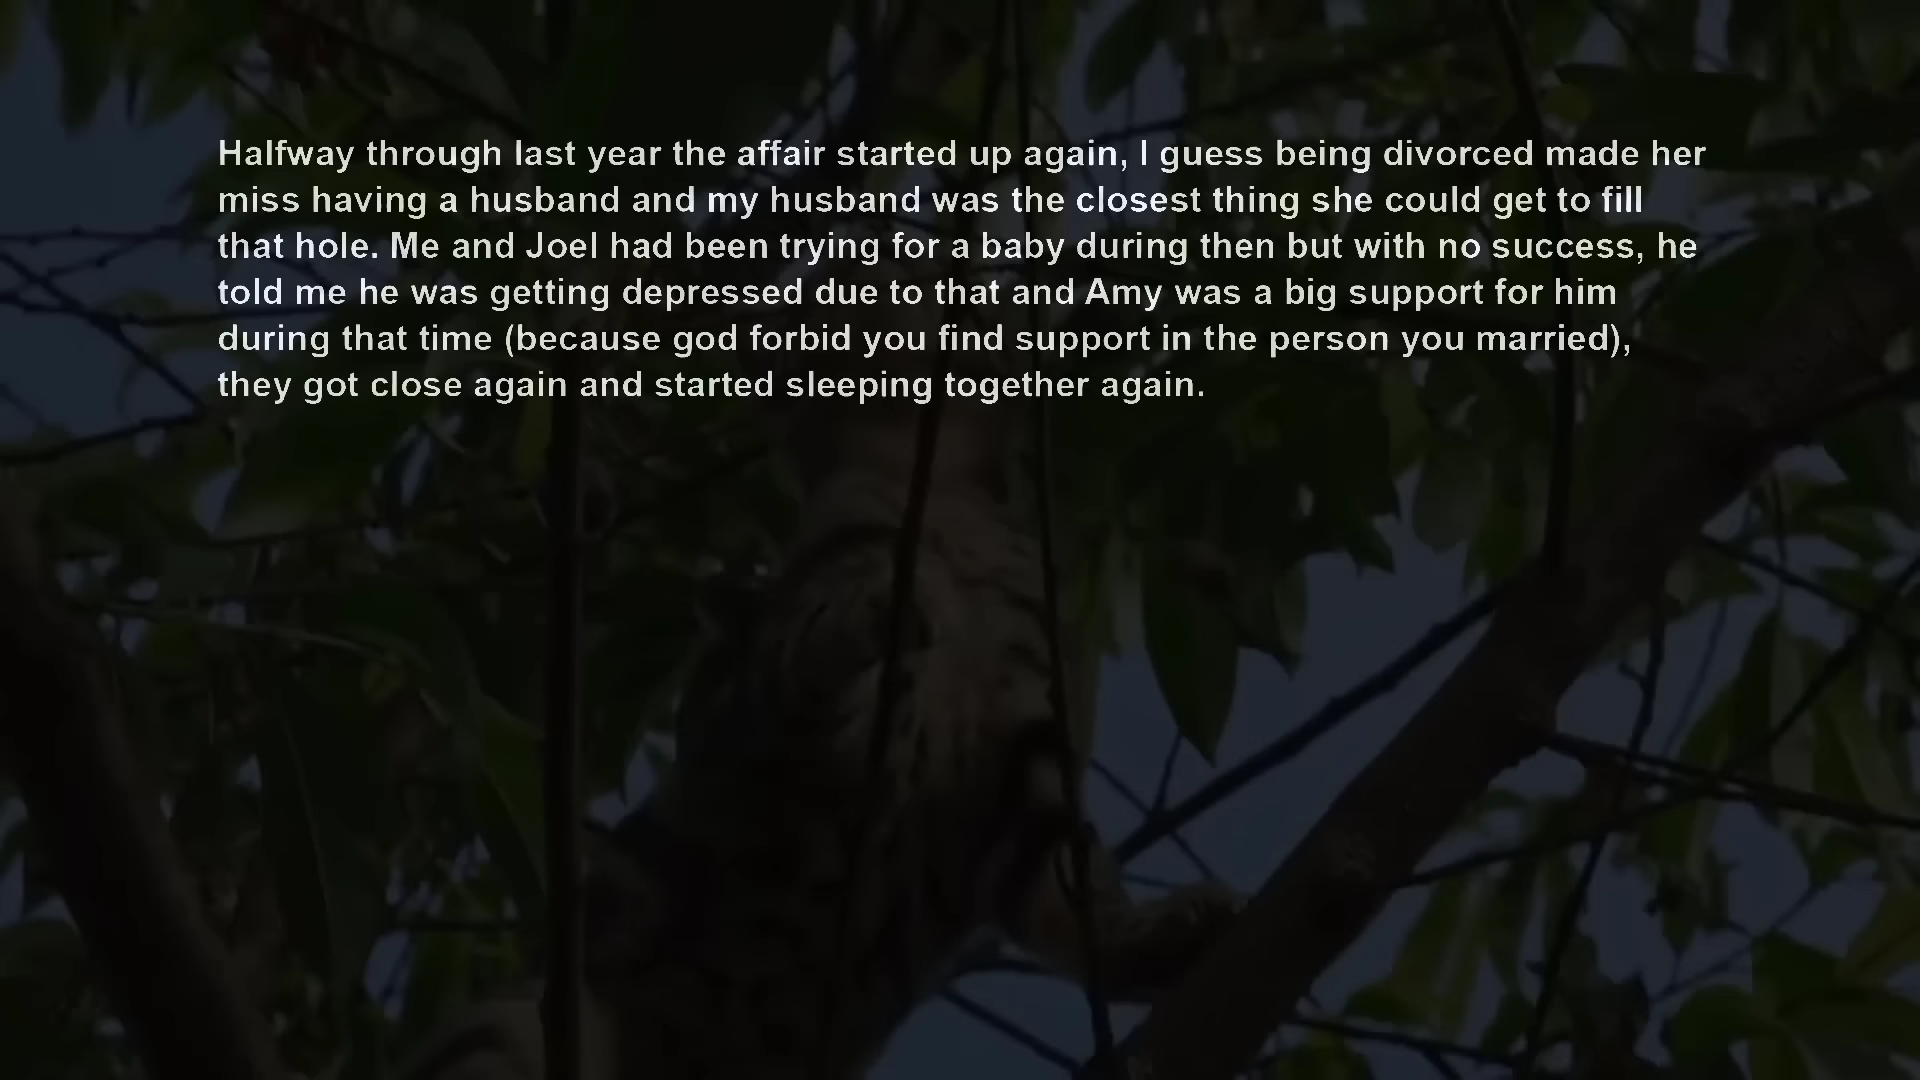 Halfway through last year the affair started up again, I guess being divorced made her
miss having a husband and my husband was the closest thing she could get to fill
that hole. Me and Joel had been trying for a baby during then but with no success, he
told me he was getting depressed due to that and Amy was a big support for him
during that time (because god forbid you find support in the person you married),
they got close again and started sleeping together again.